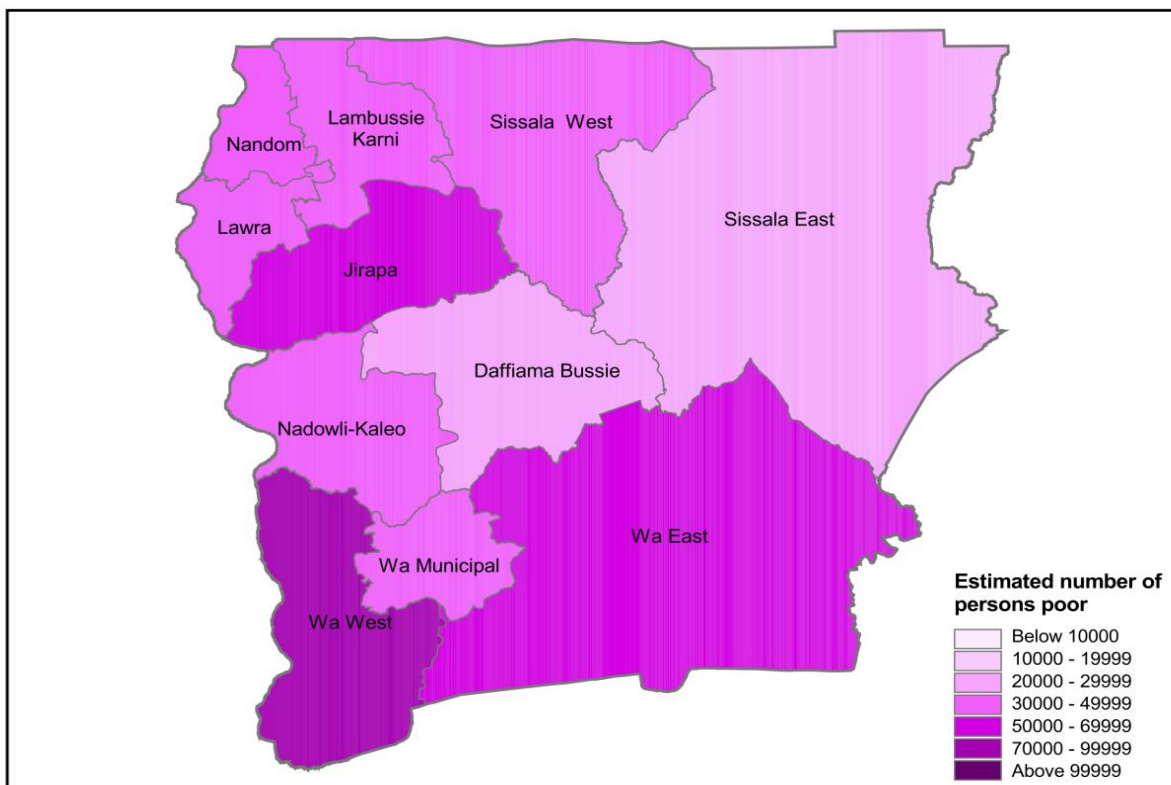 Lambussie
Karni
Sissala West
Nandom
Sissala East
Lawra
Jirapa
Daffiama Bussie
Nadowli-Kaleo
Wa East
Wa Municipal
Wa West
Estimated number of
persons poor
Below 10000
10000 - 19999
20000 - 29999
30000 - 49999
50000 - 69999
70000 - 99999
Above 99999